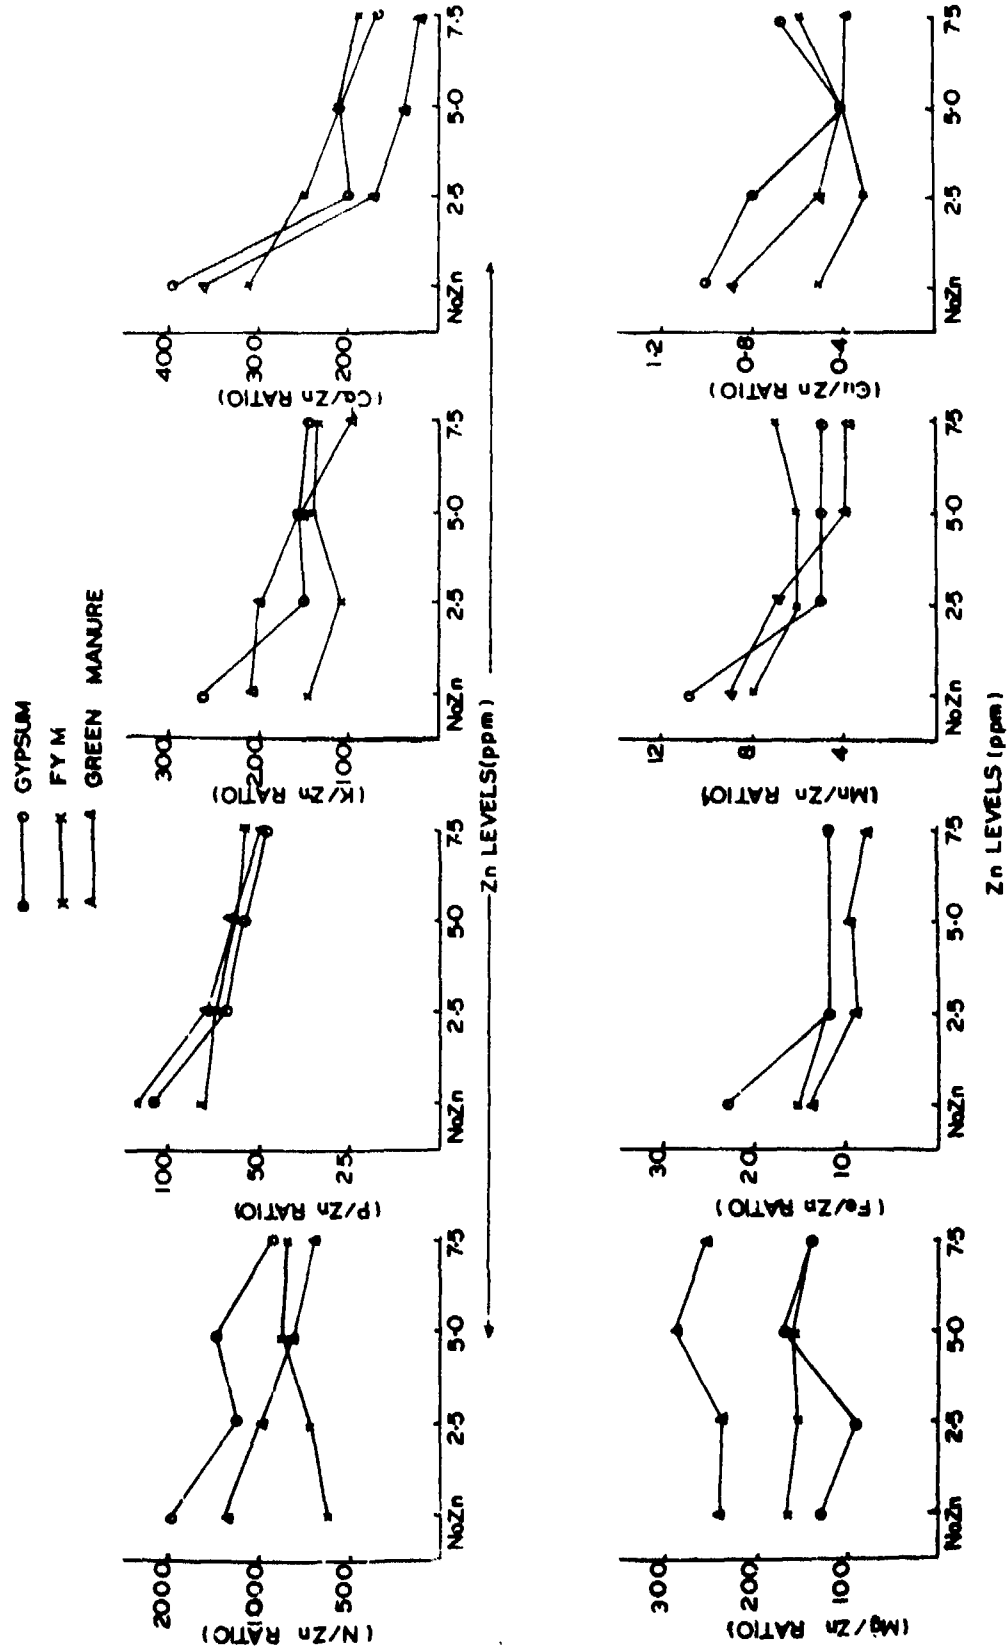 GYPSUM
FYM
GREEN MANURE
(N/Zn RATIO)
2000
1000
500
NoZn
2·5
5·0
7·5
(P/Zn RATIO)
100
50
25
NoZn
2·5
5·0
7·5
(K/Zn RATIO)
300
200
100
NoZn
2·5
5·0
7·5
(Ca/Zn RATIO)
400
300
200
NoZn
2·5
5·0
7·5
Zn LEVELS(ppm)
(Mg/Zn RATIO)
300
200
100
NoZn
2·5
5·0
7·5
(Fe/Zn RATIO)
30
20
10
NoZn
2·5
5·0
7·5
(Mn/Zn RATIO)
12
8
4
NoZn
2·5
5·0
7·5
(Cu/Zn RATIO)
1·2
0·8
0·4
NoZn
2·5
5·0
7·5
Zn LEVELS (ppm)